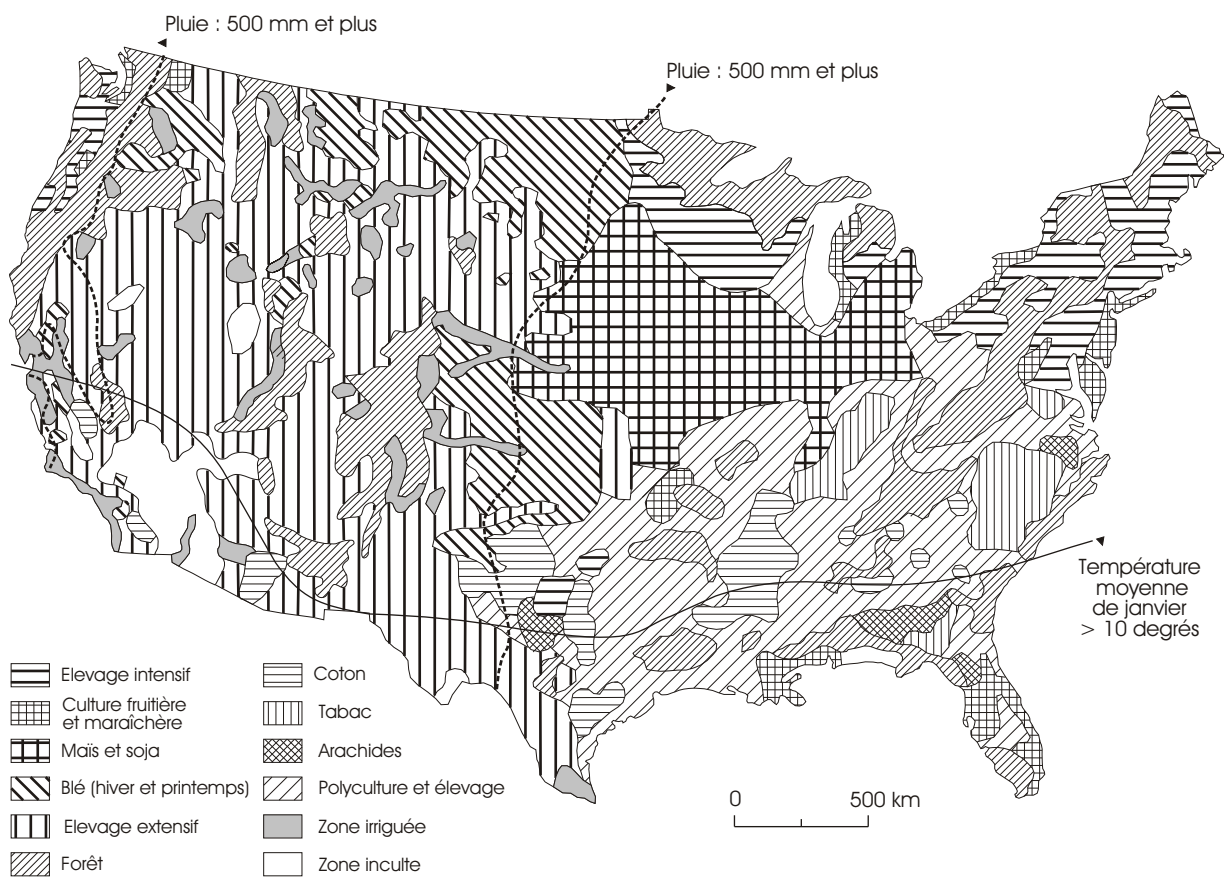 Pluie : 500 mm et plus
Pluie : 500 mm et plus
Température
moyenne
de janvier
> 10 degrés
Elevage intensif
Culture fruitière
et maraîchère
Maïs et soja
Blé (hiver et printemps)
Elevage extensif
Forêt
Coton
Tabac
Arachides
Polyculture et élevage
Zone irriguée
Zone inculte
0 500 km